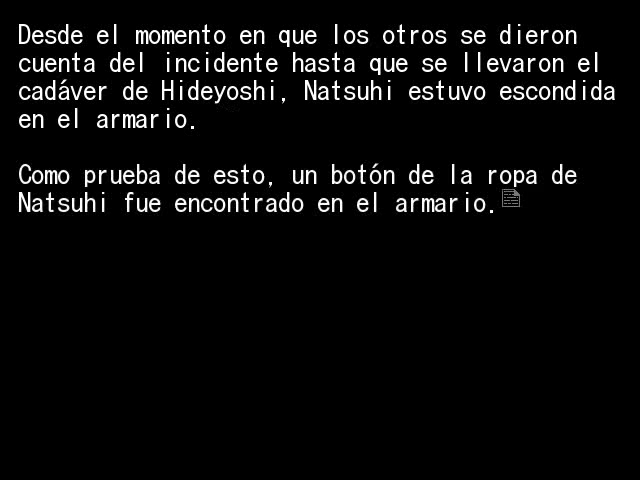 Desde el momento en que los otros se dieron
cuenta del incidente hasta que se llevaron el
cadáver de Hideyoshi, Natsuhi estuvo escondida
en el armario.
Como prueba de esto, un botón de la ropa de
Natsuhi fue encontrado en el armario.